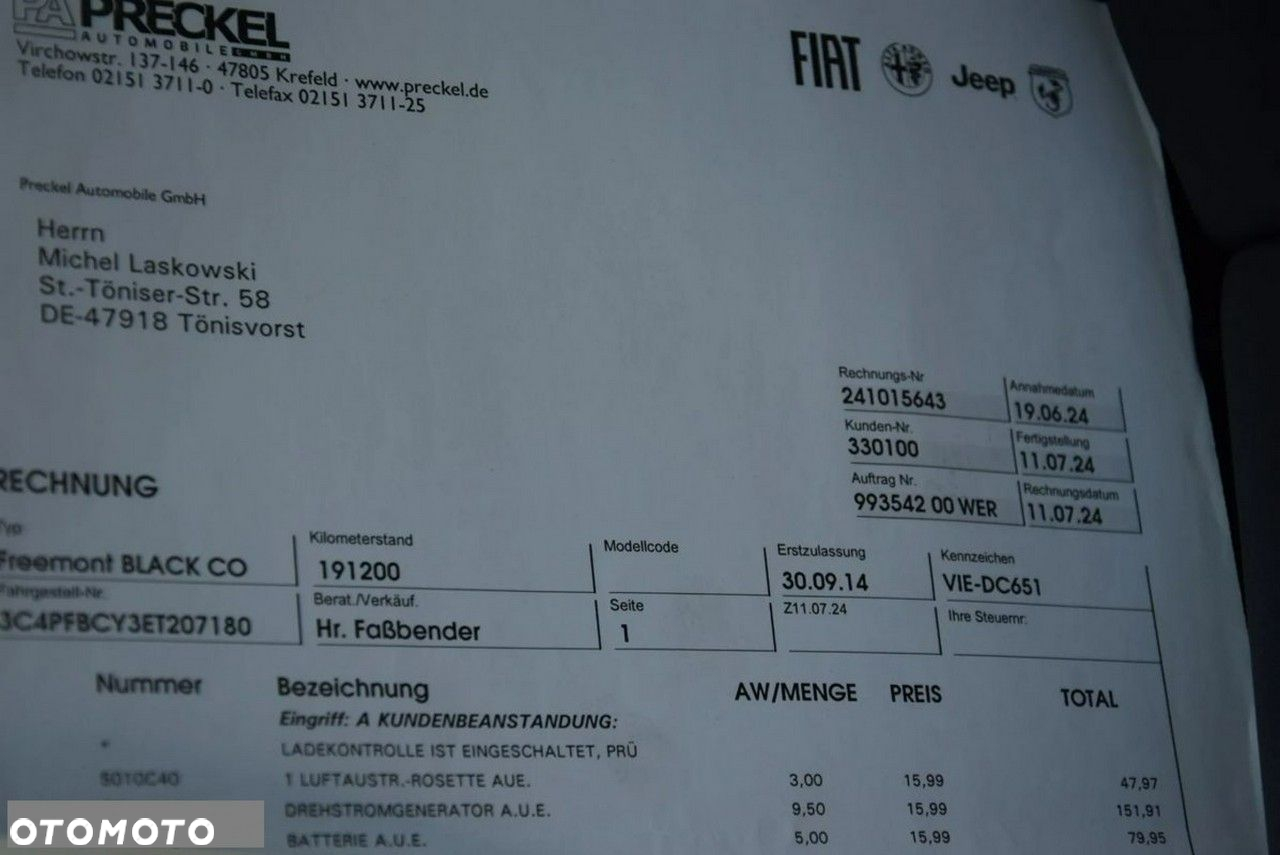 PA PRECKEL
AUTOMOBILE GMBH
Virchowstr. 137-146 · 47805 Krefeld · www.preckel.de
Telefon 02151 3711-0 · Telefax 02151 3711-25
FIAT
Jeep
Preckel Automobile GmbH
Herrn
Michel Laskowski
St.-Töniser-Str. 58
DE-47918 Tönisvorst
Rechnungs-Nr Annahmedatum
241015643 19.06.24
Kunden-Nr. Fertigstellung
330100 11.07.24
Auftrag Nr. Rechnungsdatum
993542 00 WER 11.07.24
RECHNUNG
Typ Kilometerstand Modellcode Erstzulassung Kennzeichen
Freemont BLACK CO 191200 30.09.14 VIE-DC651
Fahrgestell-Nr. Berat./Verkäuf. Seite Z11.07.24 Ihre Steuernr:
3C4PFBCY3ET207180 Hr. Faßbender 1
Nummer Bezeichnung AW/MENGE PREIS TOTAL
Eingriff: A KUNDENBEANSTANDUNG:
* LADEKONTROLLE IST EINGESCHALTET, PRÜ
S010C40 1 LUFTAUSTR.-ROSETTE AUE. 3,00 15,99 47,97
DREHSTROMGENERATOR A.U.E. 9,50 15,99 151,91
BATTERIE A.U.E. 5,00 15,99 79,95
OTOMOTO